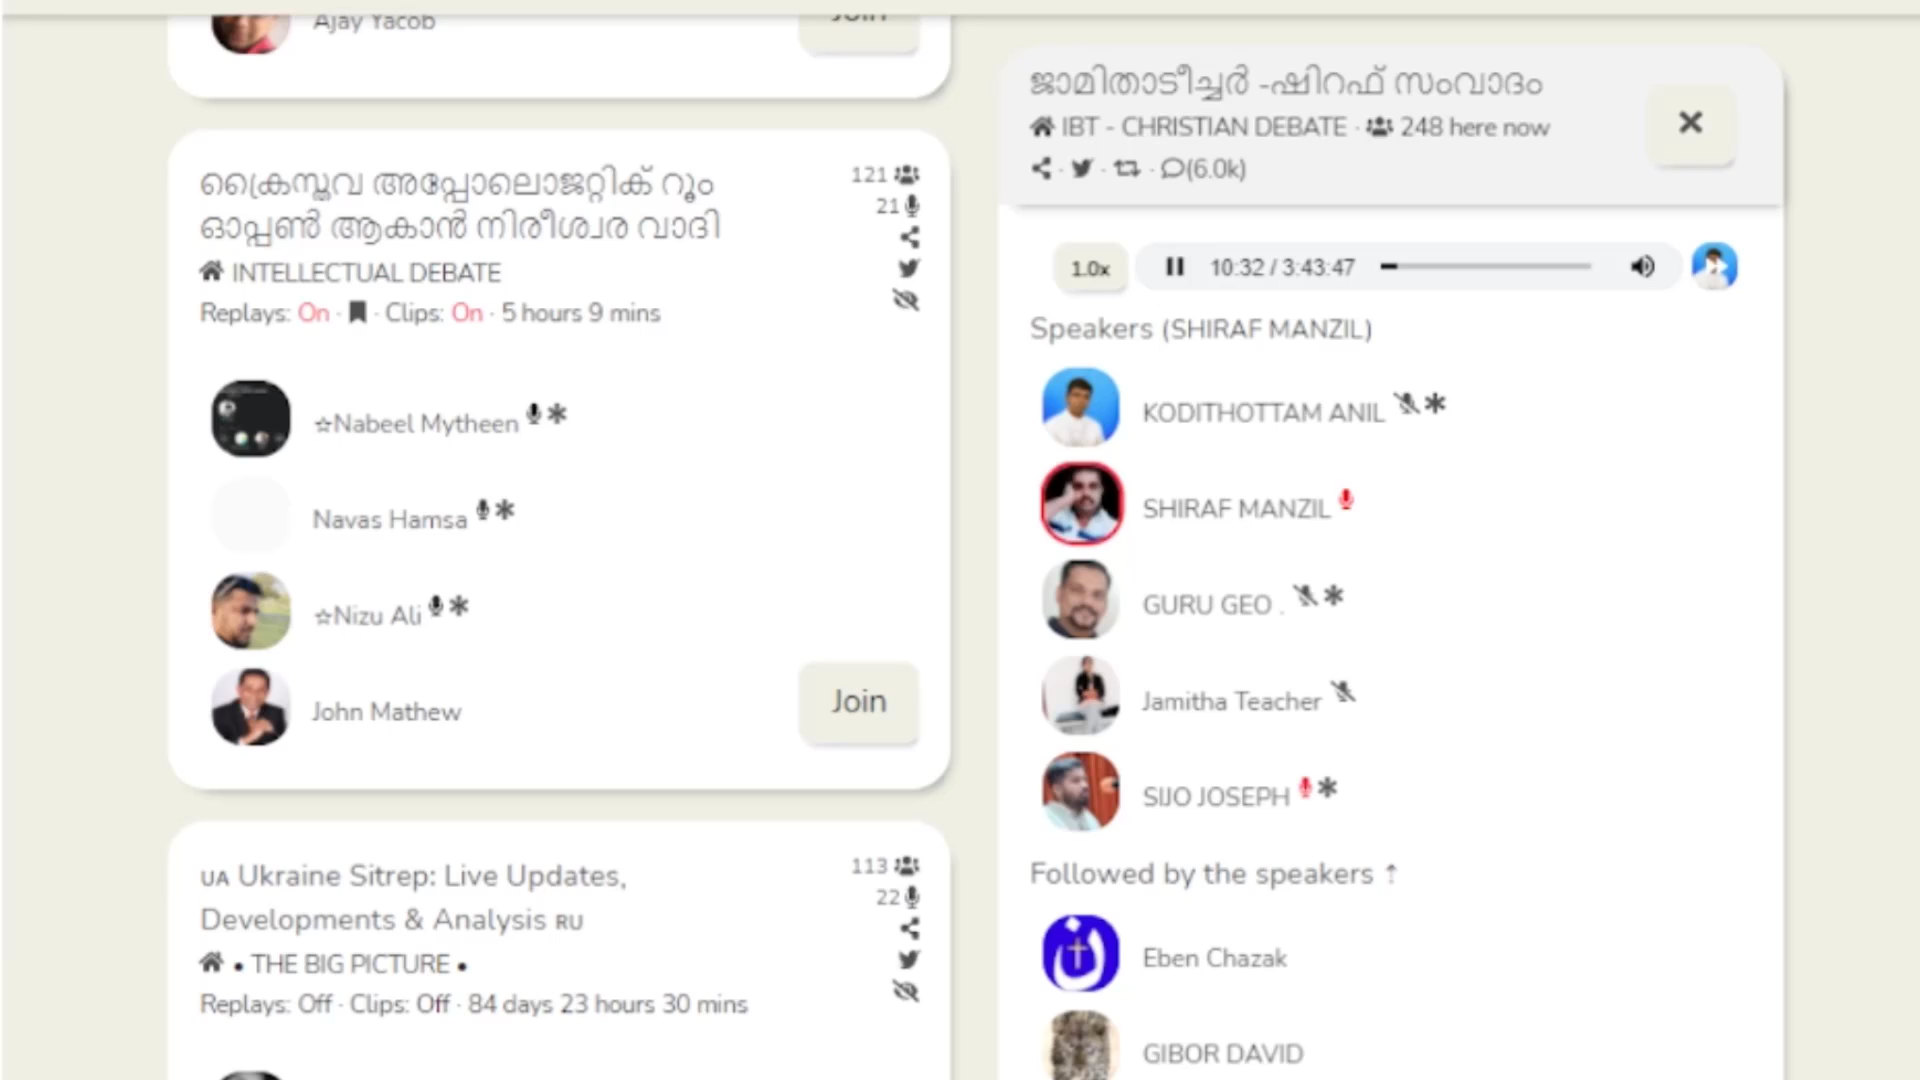 Ajay Yacob
Join
ക്രൈസ്തവ അപ്പോലൊജറ്റിക് റൂം
ഓപ്പൺ ആകാൻ നിരീശ്വര വാദി
INTELLECTUAL DEBATE
Replays: On · · Clips: On · 5 hours 9 mins
121
21
☆Nabeel Mytheen *
Navas Hamsa *
☆Nizu Ali *
John Mathew
Join
UA Ukraine Sitrep: Live Updates,
Developments & Analysis RU
• THE BIG PICTURE •
Replays: Off · Clips: Off · 84 days 23 hours 30 mins
113
22
ജാമിതാടീച്ചർ -ഷിറഫ് സംവാദം
IBT - CHRISTIAN DEBATE · 248 here now
(6.0k)
×
1.0x
10:32 / 3:43:47
Speakers (SHIRAF MANZIL)
KODITHOTTAM ANIL *
SHIRAF MANZIL
GURU GEO . *
Jamitha Teacher
SIJO JOSEPH *
Followed by the speakers ↑
Eben Chazak
GIBOR DAVID